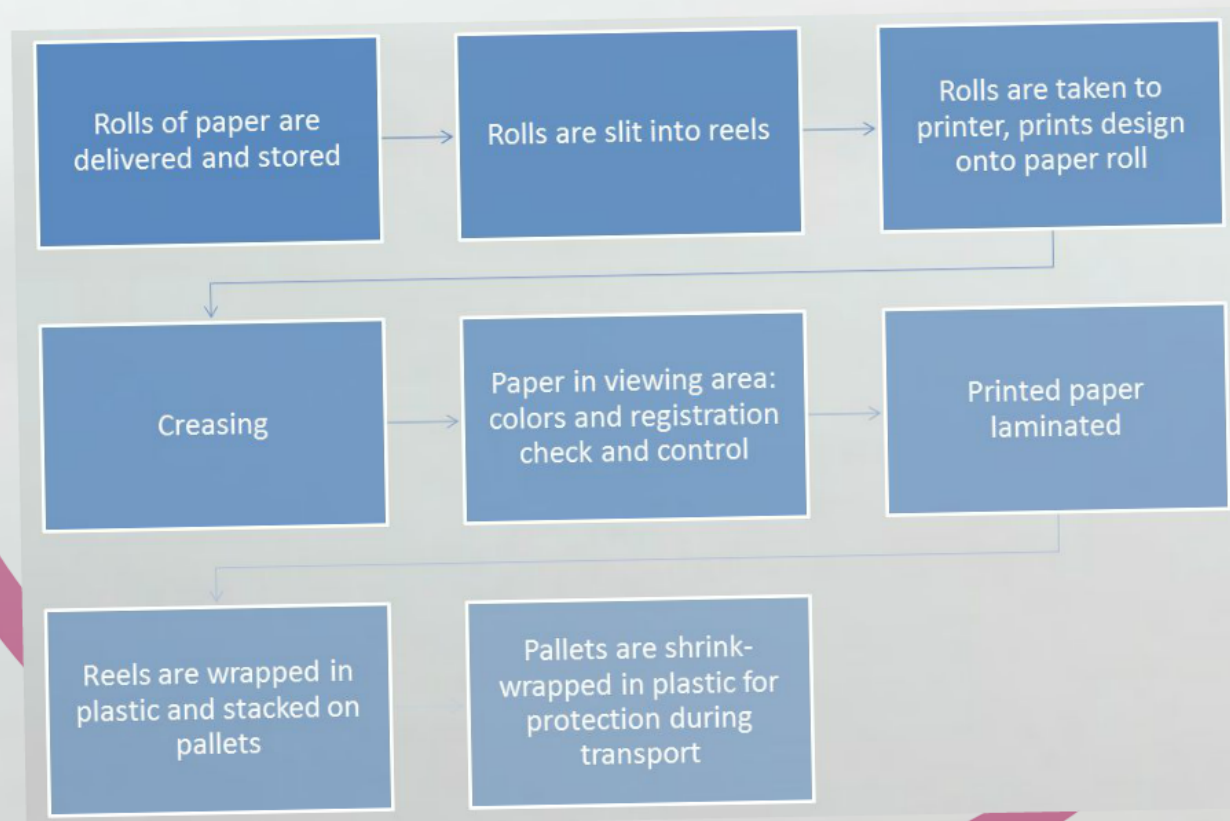 Rolls of paper are
delivered and stored
Rolls are slit into reels
Rolls are taken to
printer, prints design
onto paper roll
Creasing
Paper in viewing area:
colors and registration
check and control
Printed paper
laminated
Reels are wrapped in
plastic and stacked on
pallets
Pallets are shrink-
wrapped in plastic for
protection during
transport